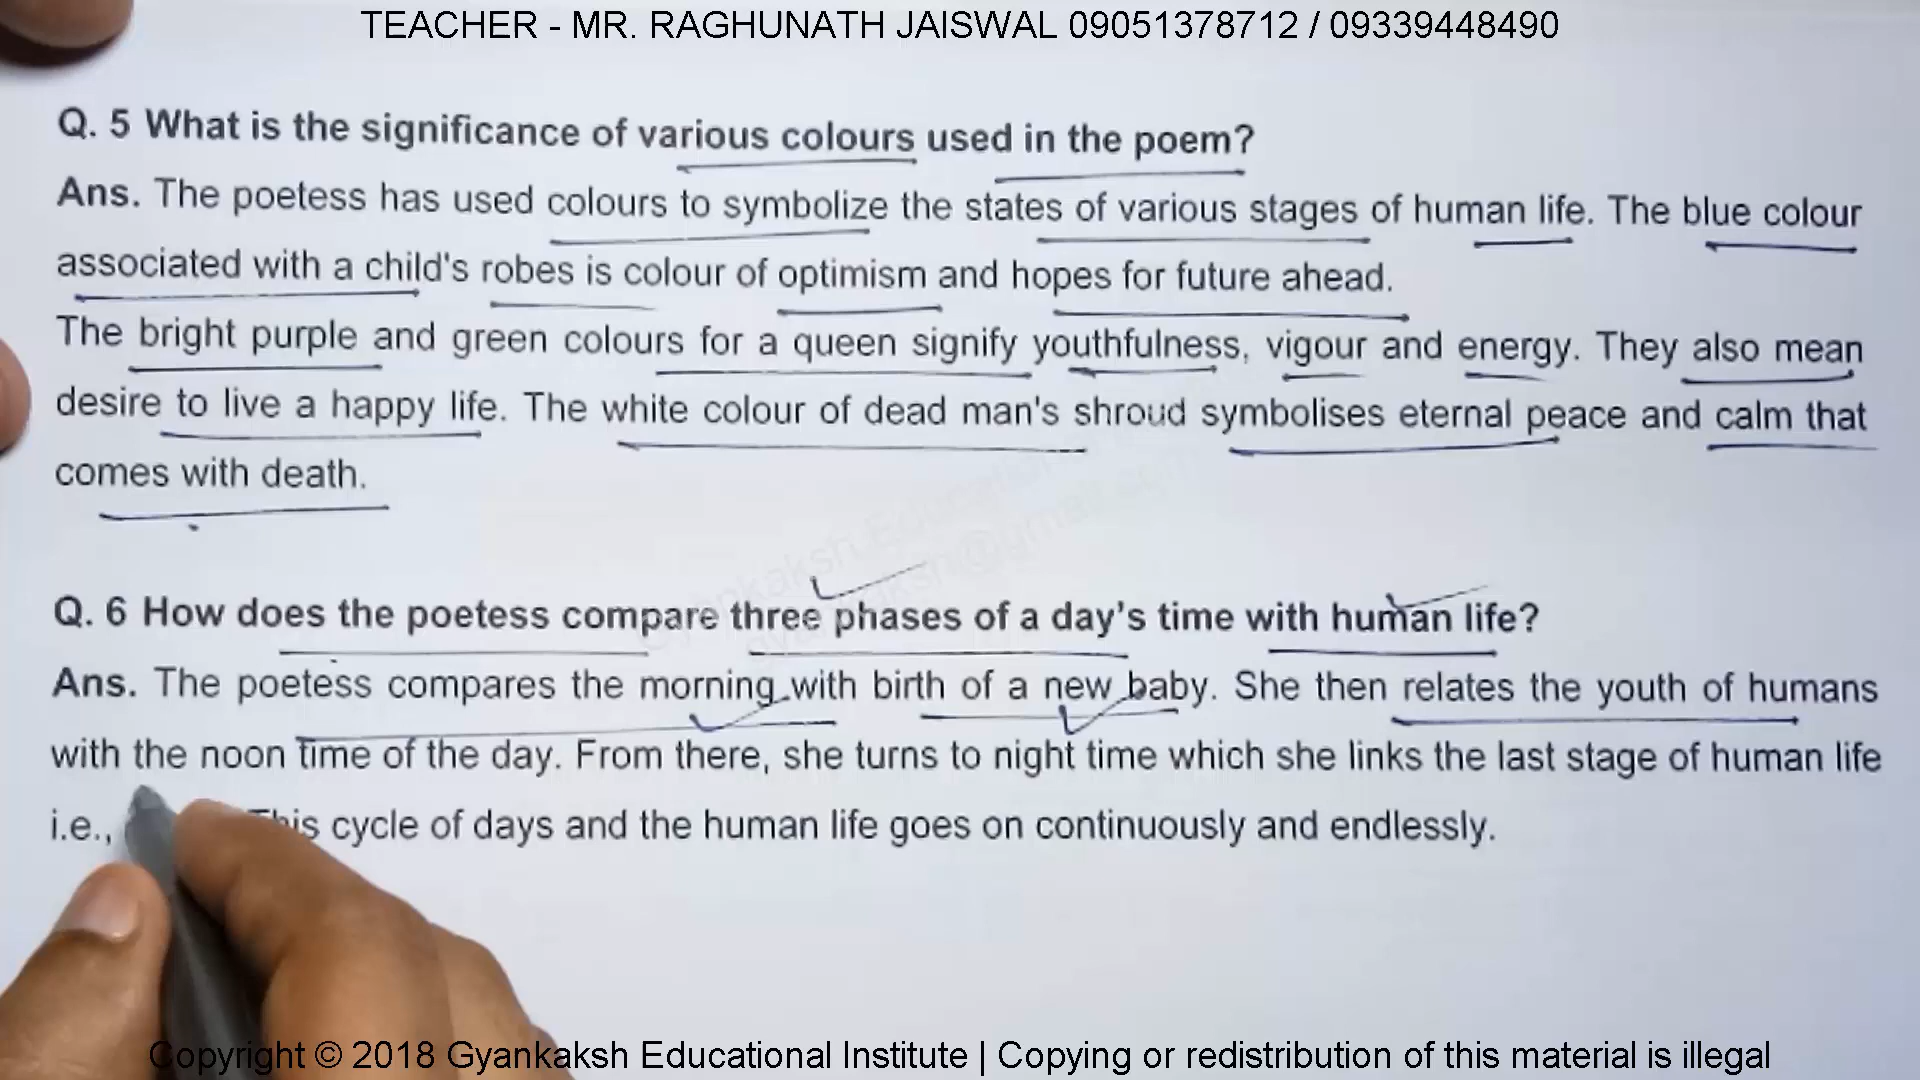 TEACHER - MR. RAGHUNATH JAISWAL 09051378712 / 09339448490
Q. 5 What is the significance of various colours used in the poem?
Ans. The poetess has used colours to symbolize the states of various stages of human life. The blue colour
associated with a child's robes is colour of optimism and hopes for future ahead.
The bright purple and green colours for a queen signify youthfulness, vigour and energy. They also mean
desire to live a happy life. The white colour of dead man's shroud symbolises eternal peace and calm that
comes with death.
Gyankaksh Educational
Q. 6 How does the poetess compare three phases of a day's time with human life?
Ans. The poetess compares the morning with birth of a new baby. She then relates the youth of humans
with the noon time of the day. From there, she turns to night time which she links the last stage of human life
i.e., This cycle of days and the human life goes on continuously and endlessly.
Copyright © 2018 Gyankaksh Educational Institute | Copying or redistribution of this material is illegal